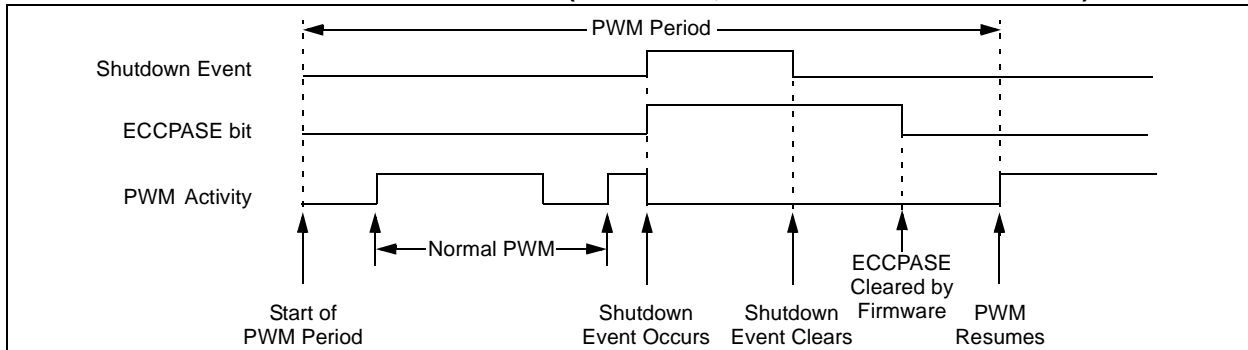 PWM Period
Shutdown Event
ECCPASE bit
PWM Activity
Normal PWM
Start of
PWM Period
Shutdown
Event Occurs
Shutdown
Event Clears
ECCPASE
Cleared by
Firmware
PWM
Resumes